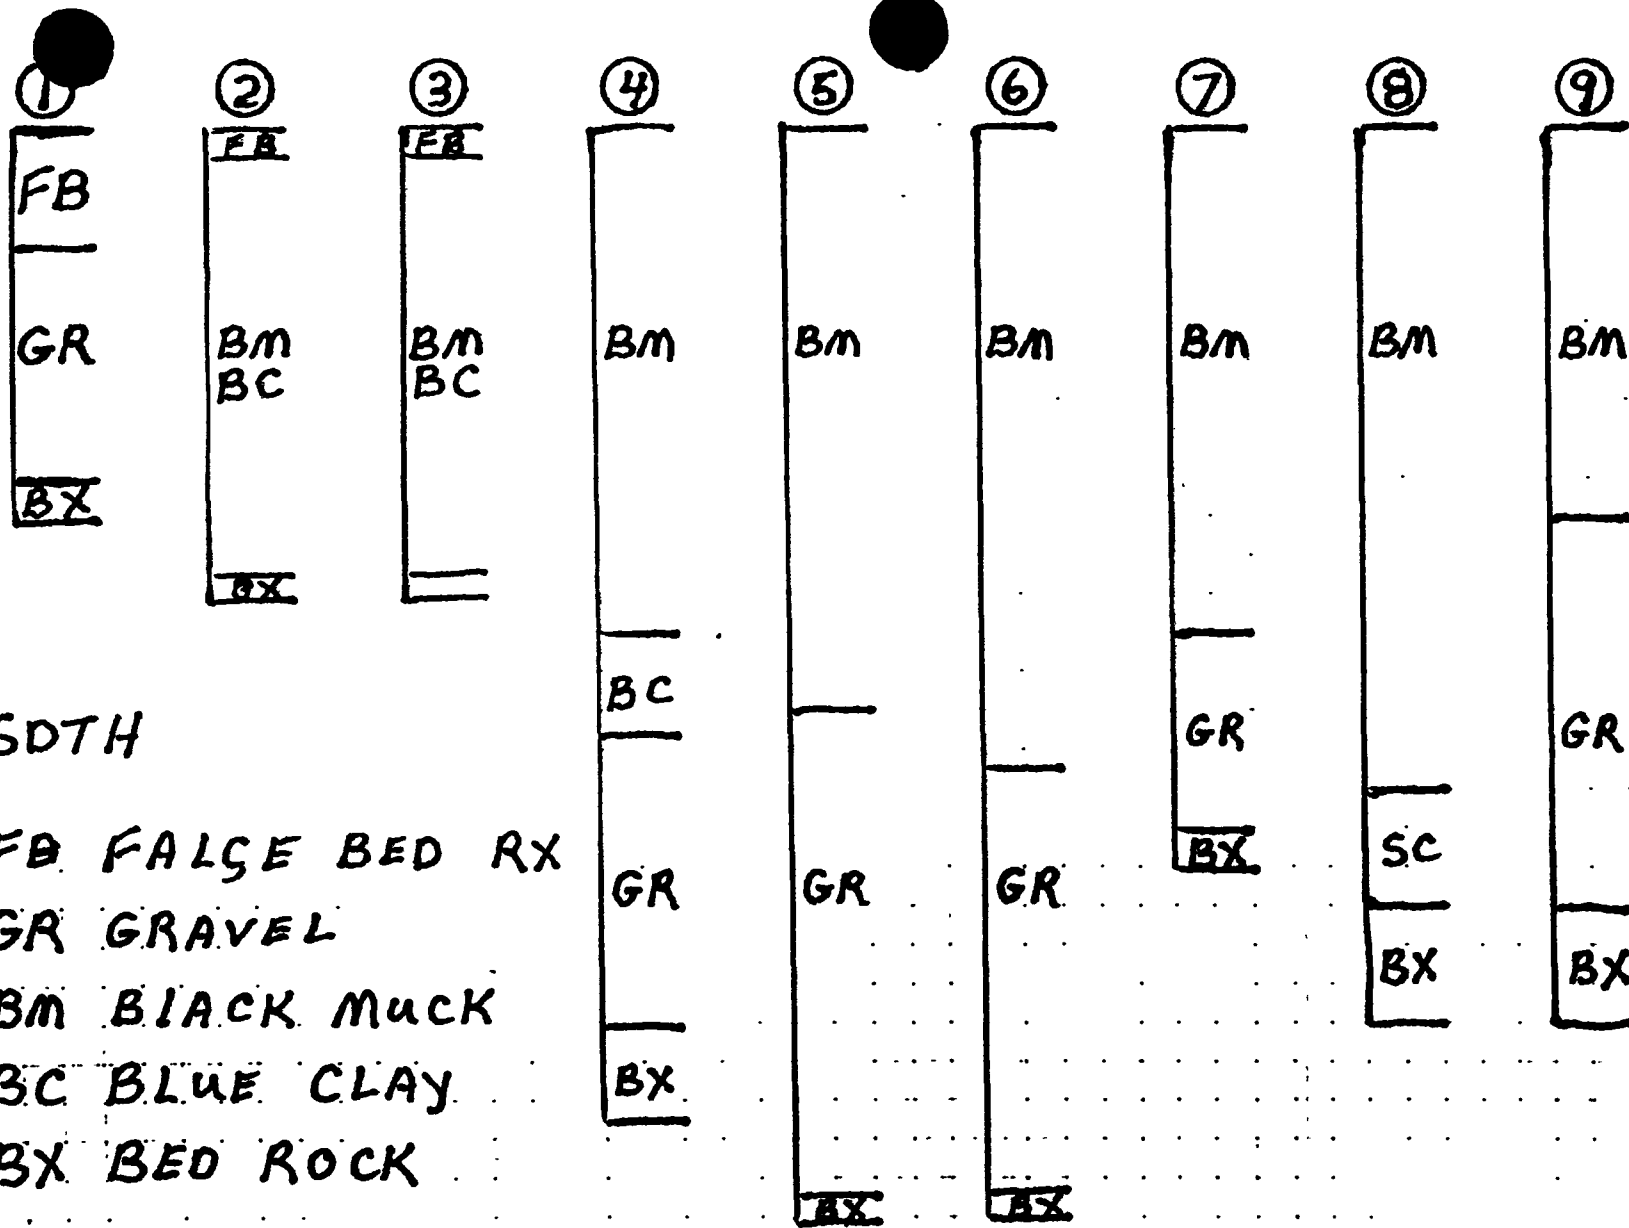 1 2 3 4 5 6 7 8 9
FB FB FB
GR BM BM BM BM BM BM BM BM
BC BC
BX BX
BC
SDTH
GR GR
SC
FB FALSE BED RX
GR GR GR
GR GRAVEL
BX BX BX
BM BLACK MUCK
BC BLUE CLAY
BX
BX BED ROCK
BX BX